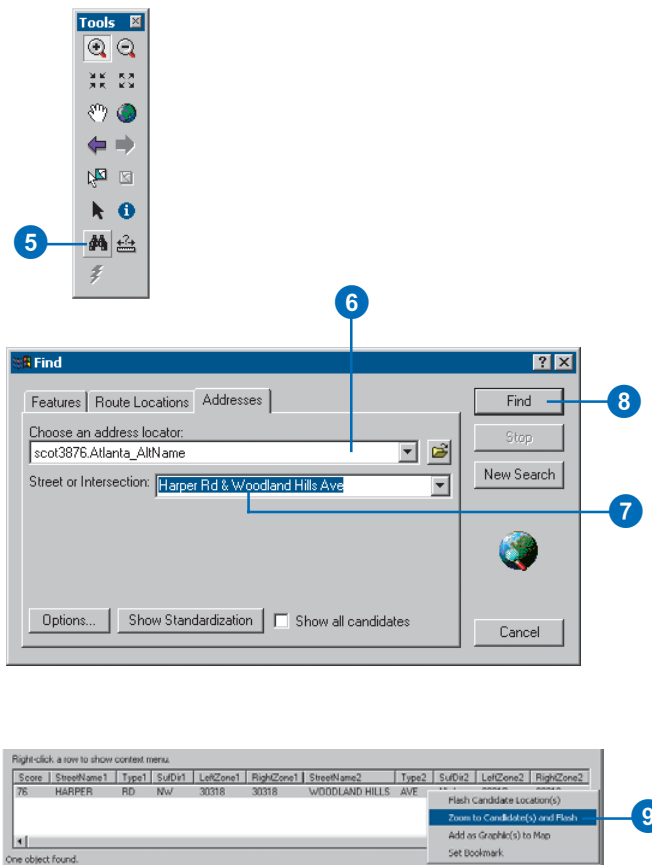 Tools
5
6
Find
Features Route Locations Addresses
Find
8
Choose an address locator:
Stop
scot3876.Atlanta_AltName
Street or Intersection: Harper Rd & Woodland Hills Ave
New Search
7
Options... Show Standardization Show all candidates
Cancel
Right-click a row to show context menu.
Score StreetName1 Type1 SufDir1 LeftZone1 RightZone1 StreetName2 Type2 SufDir2 LeftZone2 RightZone2
76 HARPER RD NW 30318 30318 WOODLAND HILLS AVE
Flash Candidate Location(s)
Zoom to Candidate(s) and Flash
9
Add as Graphic(s) to Map
Set Bookmark
One object found.